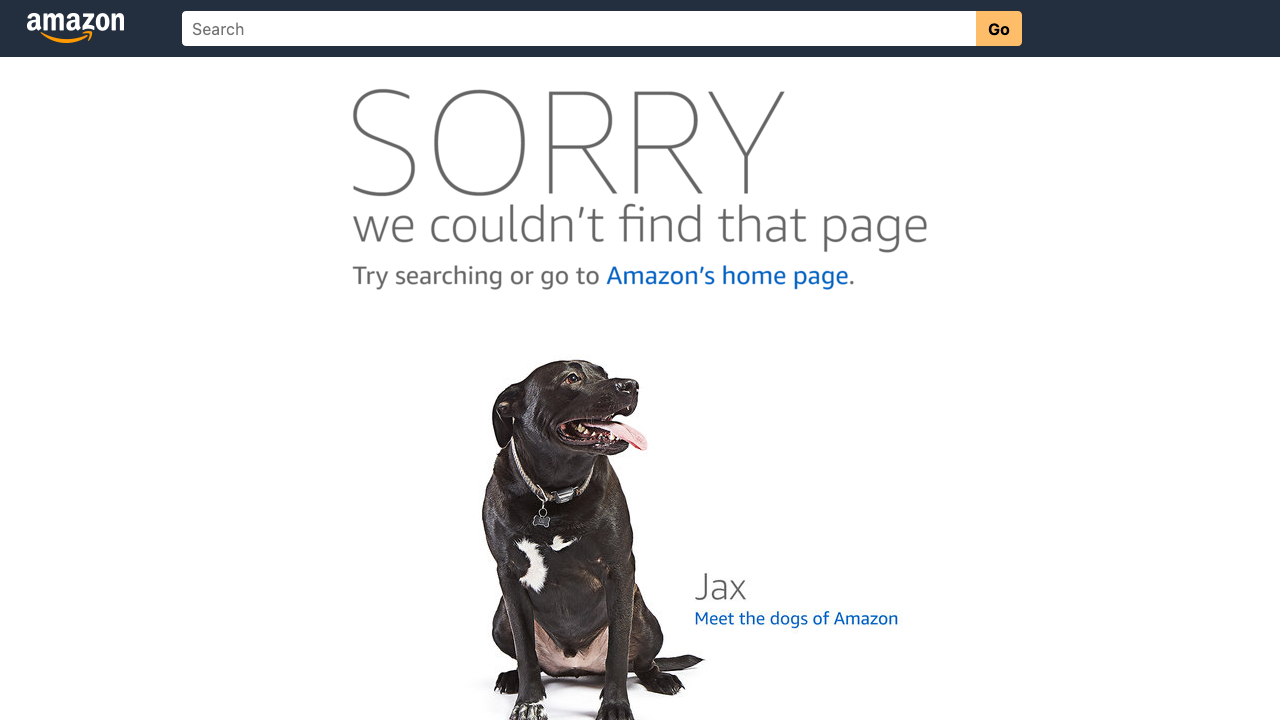 amazon
Search
Go
SORRY
we couldn't find that page
Try searching or go to Amazon's home page.
Jax
Meet the dogs of Amazon